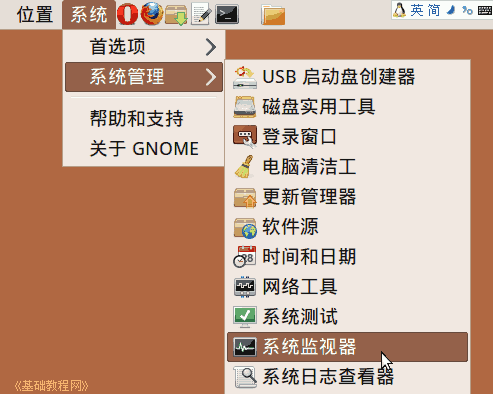 位置 系统 英 简
首选项
系统管理
帮助和支持
关于 GNOME
USB 启动盘创建器
磁盘实用工具
登录窗口
电脑清洁工
更新管理器
软件源
时间和日期
网络工具
系统测试
系统监视器
系统日志查看器
《基础教程网》